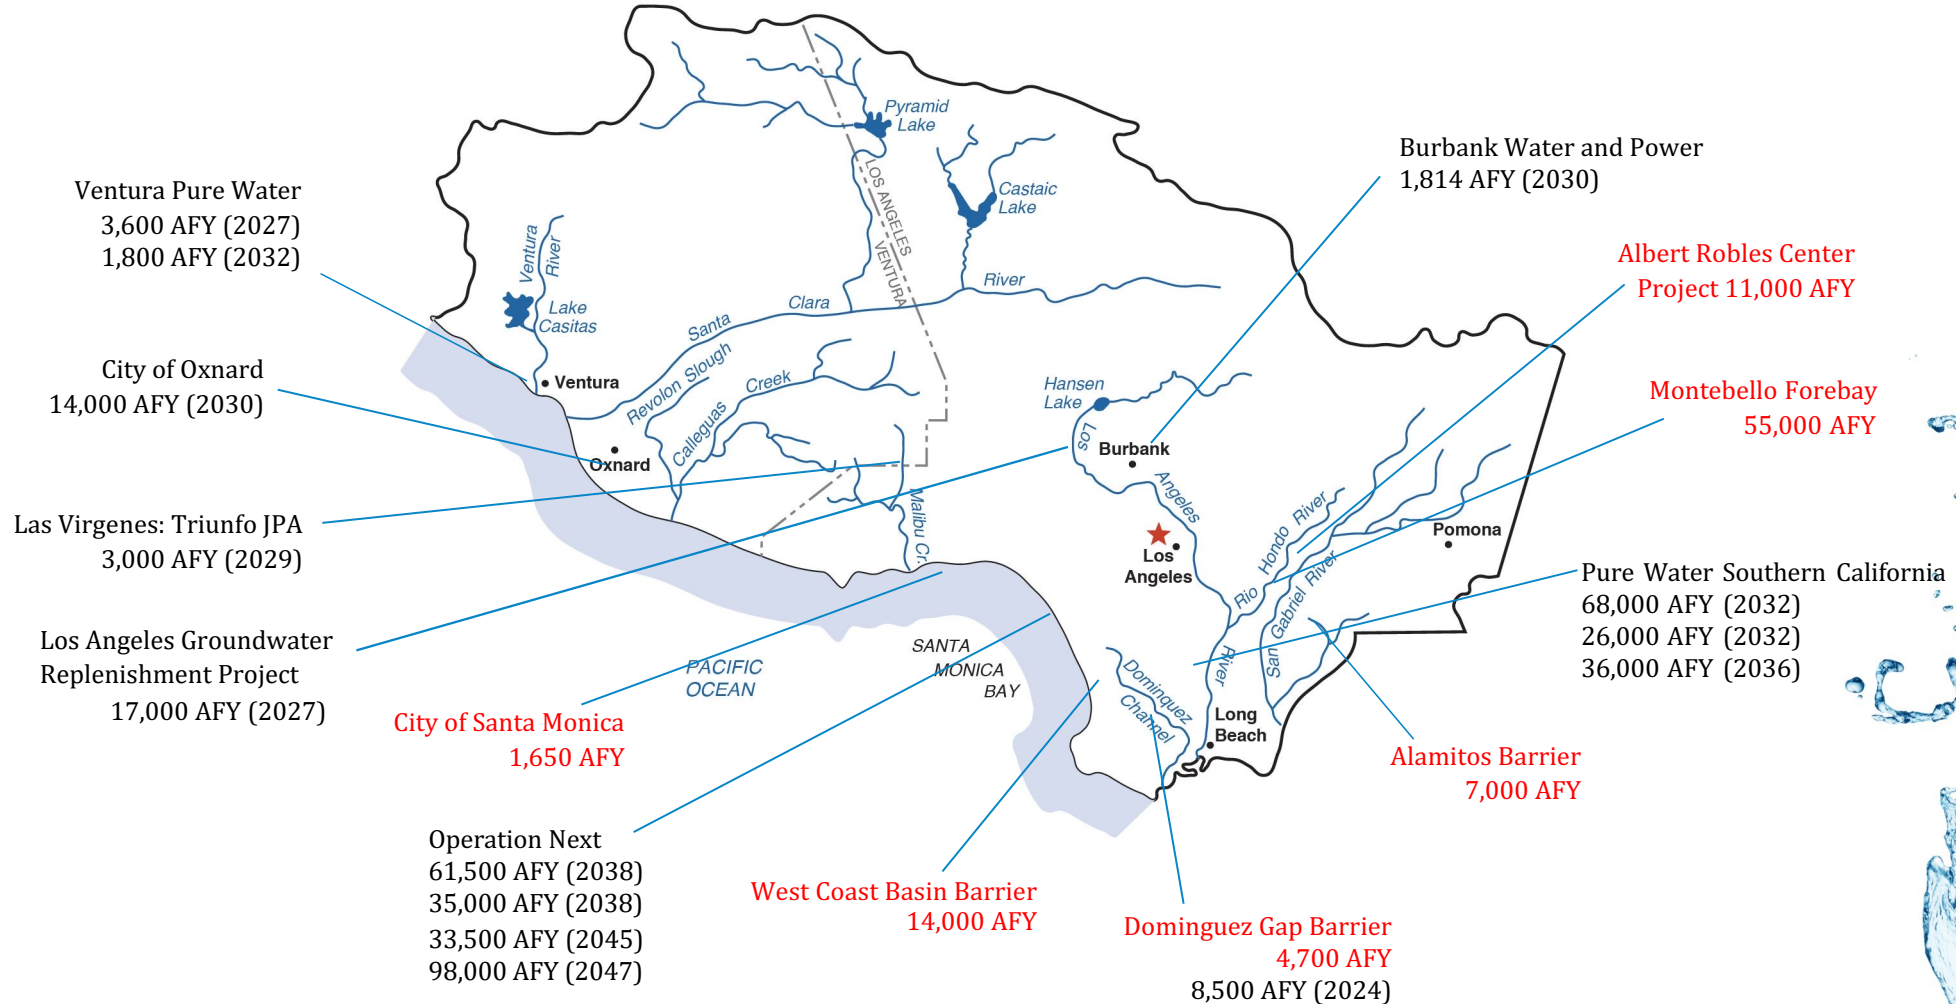 Pyramid
Lake
Burbank Water and Power
1,814 AFY (2030)
Ventura Pure Water
3,600 AFY (2027)
1,800 AFY (2032)
LOS ANGELES
VENTURA
Castaic
Lake
Ventura
River
Albert Robles Center
Project 11,000 AFY
Lake
Casitas
Santa
Clara
River
City of Oxnard
14,000 AFY (2030)
Ventura
Revolon Slough
Calleguas
Creek
Hansen
Lake
Montebello Forebay
55,000 AFY
Oxnard
Los
Angeles
River
Burbank
Las Virgenes: Triunfo JPA
3,000 AFY (2029)
Malibu Cr.
Los
Angeles
Rio Hondo River
San Gabriel River
Pomona
Pure Water Southern California
68,000 AFY (2032)
26,000 AFY (2032)
36,000 AFY (2036)
Los Angeles Groundwater
Replenishment Project
17,000 AFY (2027)
PACIFIC
OCEAN
SANTA
MONICA
BAY
Dominquez
Channel
Long
Beach
City of Santa Monica
1,650 AFY
Alamitos Barrier
7,000 AFY
Operation Next
61,500 AFY (2038)
35,000 AFY (2038)
33,500 AFY (2045)
98,000 AFY (2047)
West Coast Basin Barrier
14,000 AFY
Dominguez Gap Barrier
4,700 AFY
8,500 AFY (2024)